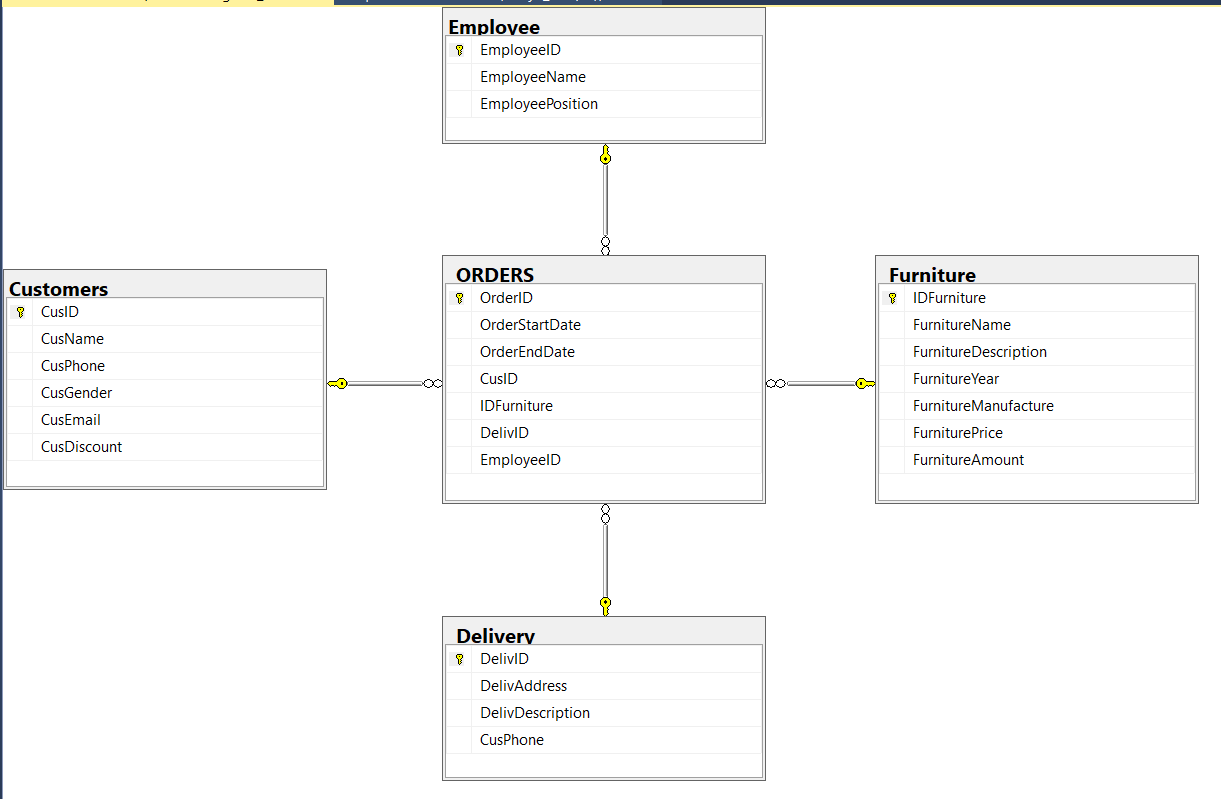 Employee
EmployeeID
EmployeeName
EmployeePosition
Customers
CusID
CusName
CusPhone
CusGender
CusEmail
CusDiscount
ORDERS
OrderID
OrderStartDate
OrderEndDate
CusID
IDFurniture
DelivID
EmployeeID
Furniture
IDFurniture
FurnitureName
FurnitureDescription
FurnitureYear
FurnitureManufacture
FurniturePrice
FurnitureAmount
Delivery
DelivID
DelivAddress
DelivDescription
CusPhone